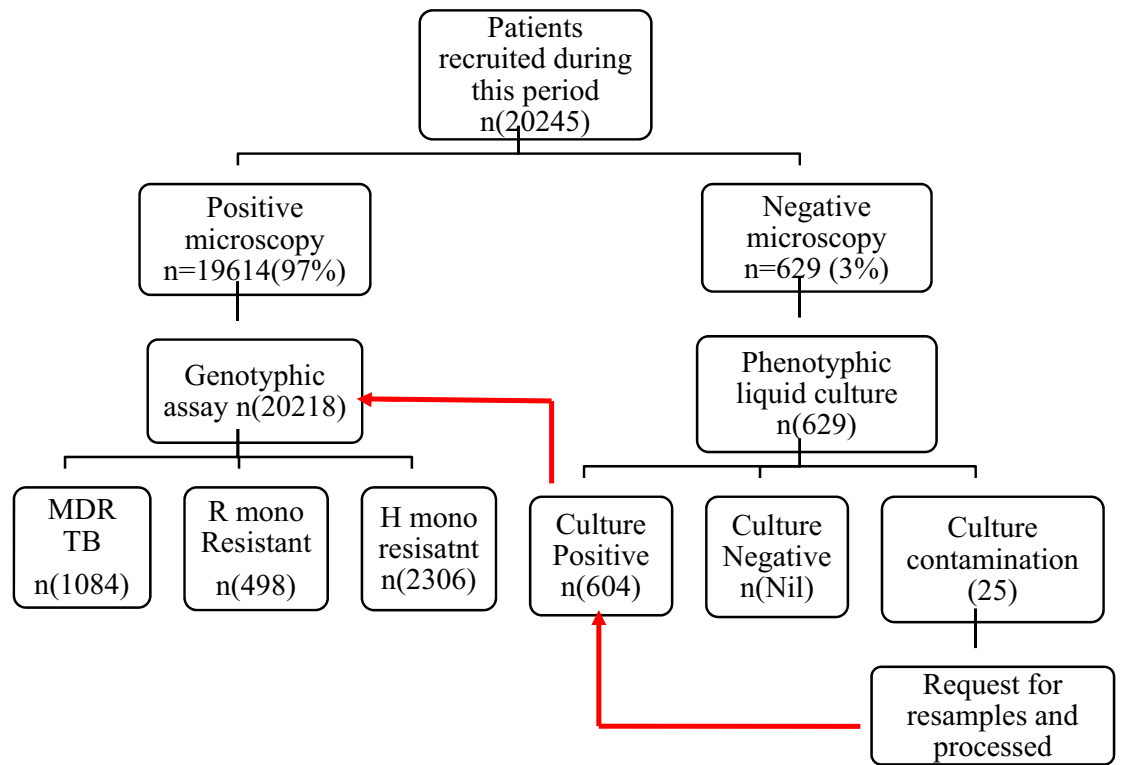 Patients
recruited during
this period
n(20245)
Positive
microscopy
n=19614(97%)
Negative
microscopy
n=629 (3%)
Genotyphic
assay n(20218)
Phenotyphic
liquid culture
n(629)
MDR
TB
n(1084)
R mono
Resistant
n(498)
H mono
resisatnt
n(2306)
Culture
Positive
n(604)
Culture
Negative
n(Nil)
Culture
contamination
(25)
Request for
resamples and
processed